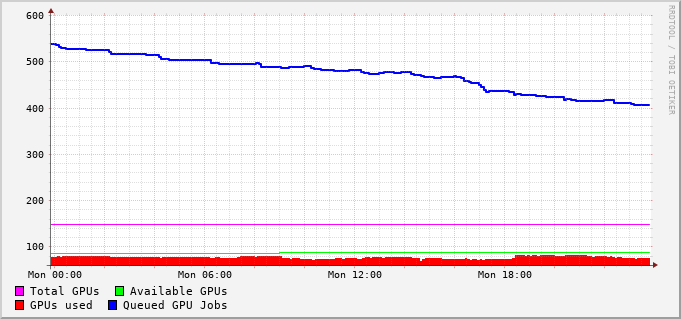 600
500
400
300
200
100
Mon 00:00 Mon 06:00 Mon 12:00 Mon 18:00
Total GPUs Available GPUs
GPUs used Queued GPU Jobs
RRDTOOL / TOBI OETIKER